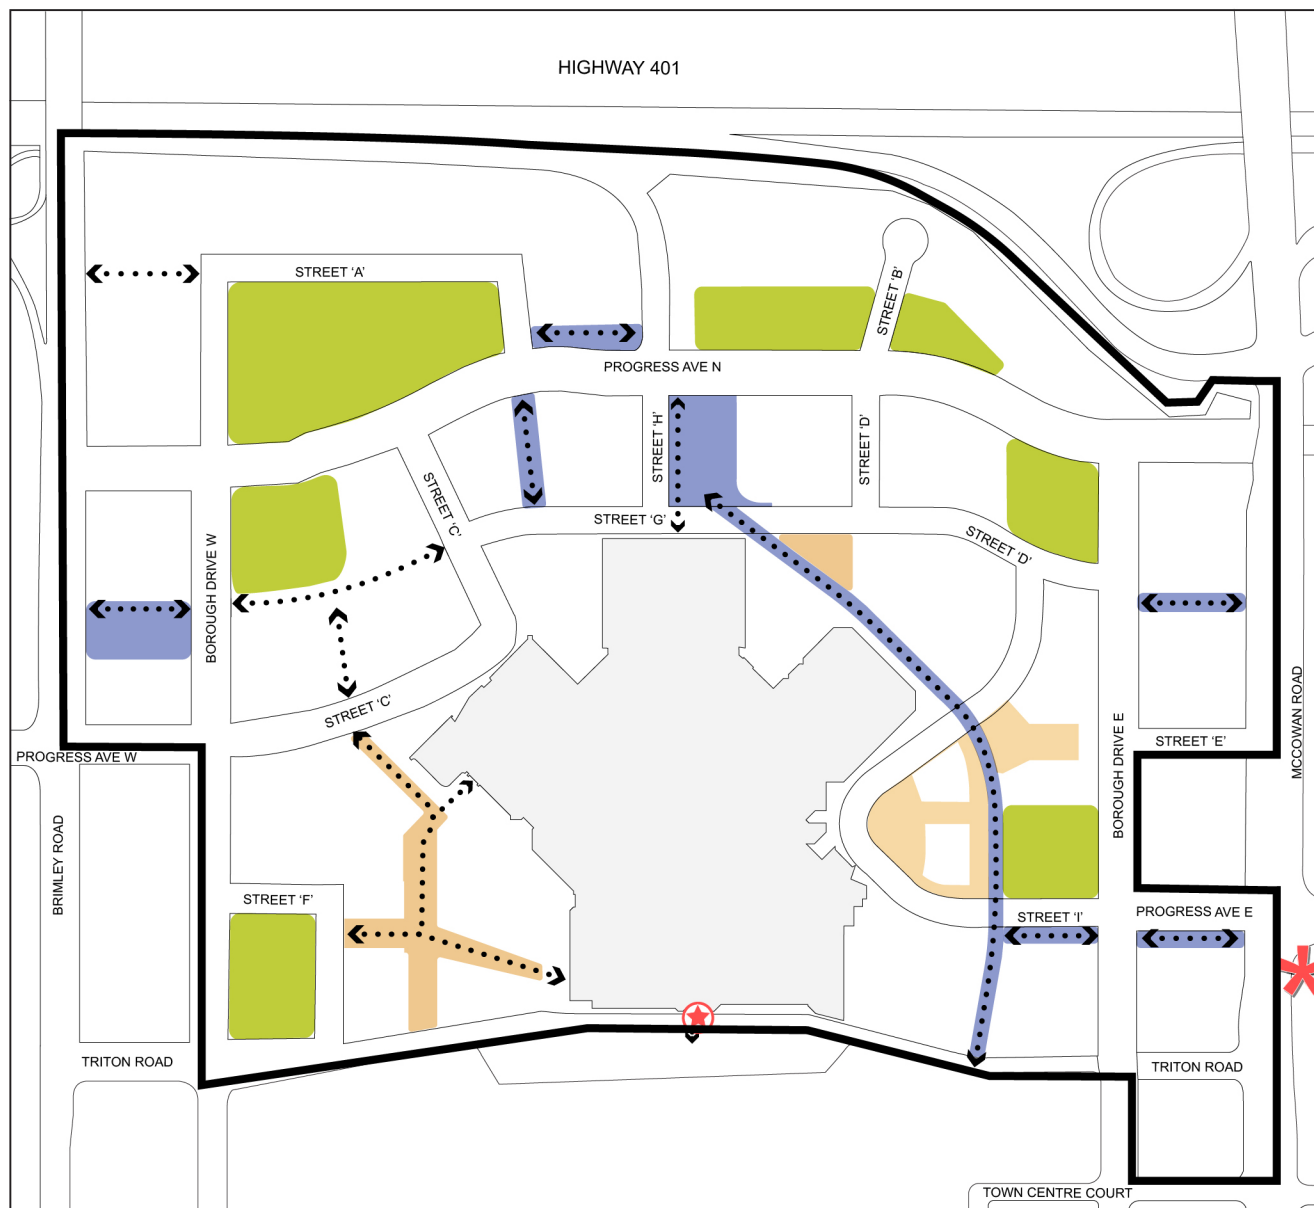 HIGHWAY 401
STREET ‘A’
STREET ‘B’
PROGRESS AVE N
STREET ‘C’
STREET ‘H’
STREET ‘D’
STREET ‘G’
STREET ‘D’
BOROUGH DRIVE W
STREET ‘C’
PROGRESS AVE W
STREET ‘E’
MCCOWAN ROAD
BOROUGH DRIVE E
BRIMLEY ROAD
STREET ‘F’
STREET ‘I’
PROGRESS AVE E
TRITON ROAD
TRITON ROAD
TOWN CENTRE COURT